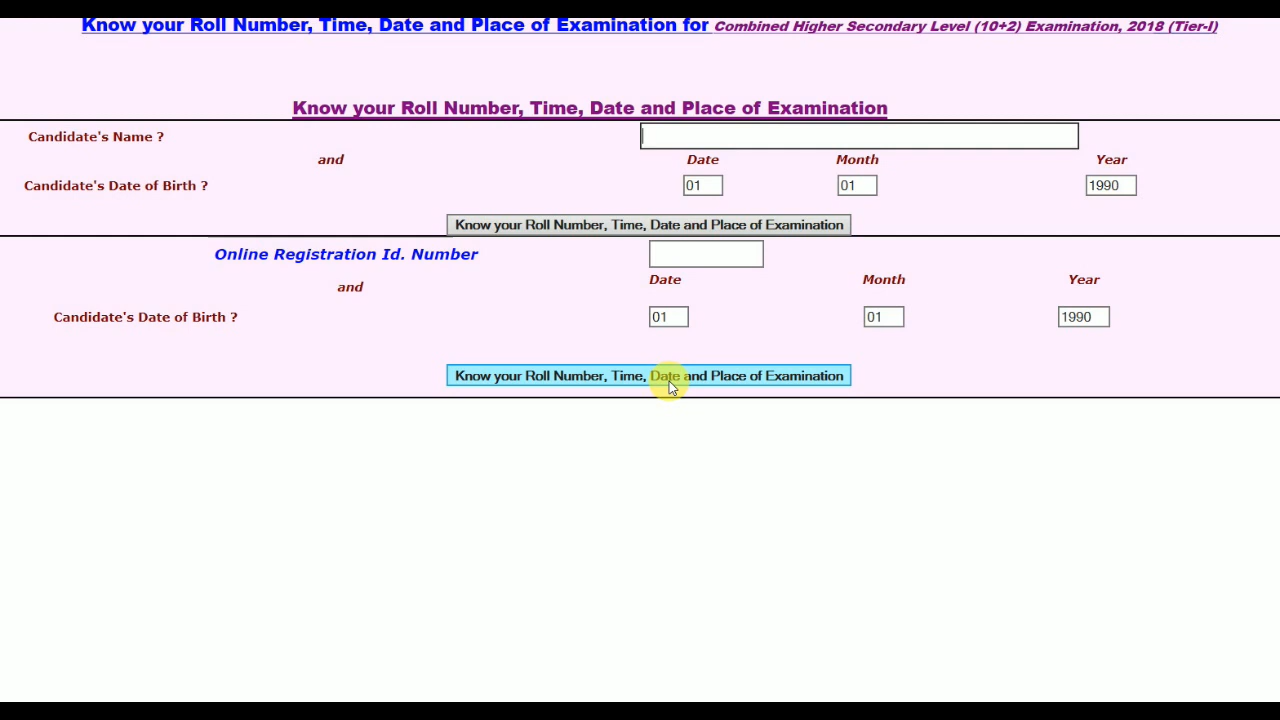 Know your Roll Number, Time, Date and Place of Examination for Combined Higher Secondary Level (10+2) Examination, 2018 (Tier-I)
Know your Roll Number, Time, Date and Place of Examination
Candidate's Name ?
and Date Month Year
Candidate's Date of Birth ? 01 01 1990
Know your Roll Number, Time, Date and Place of Examination
Online Registration Id. Number
and Date Month Year
Candidate's Date of Birth ? 01 01 1990
Know your Roll Number, Time, Date and Place of Examination